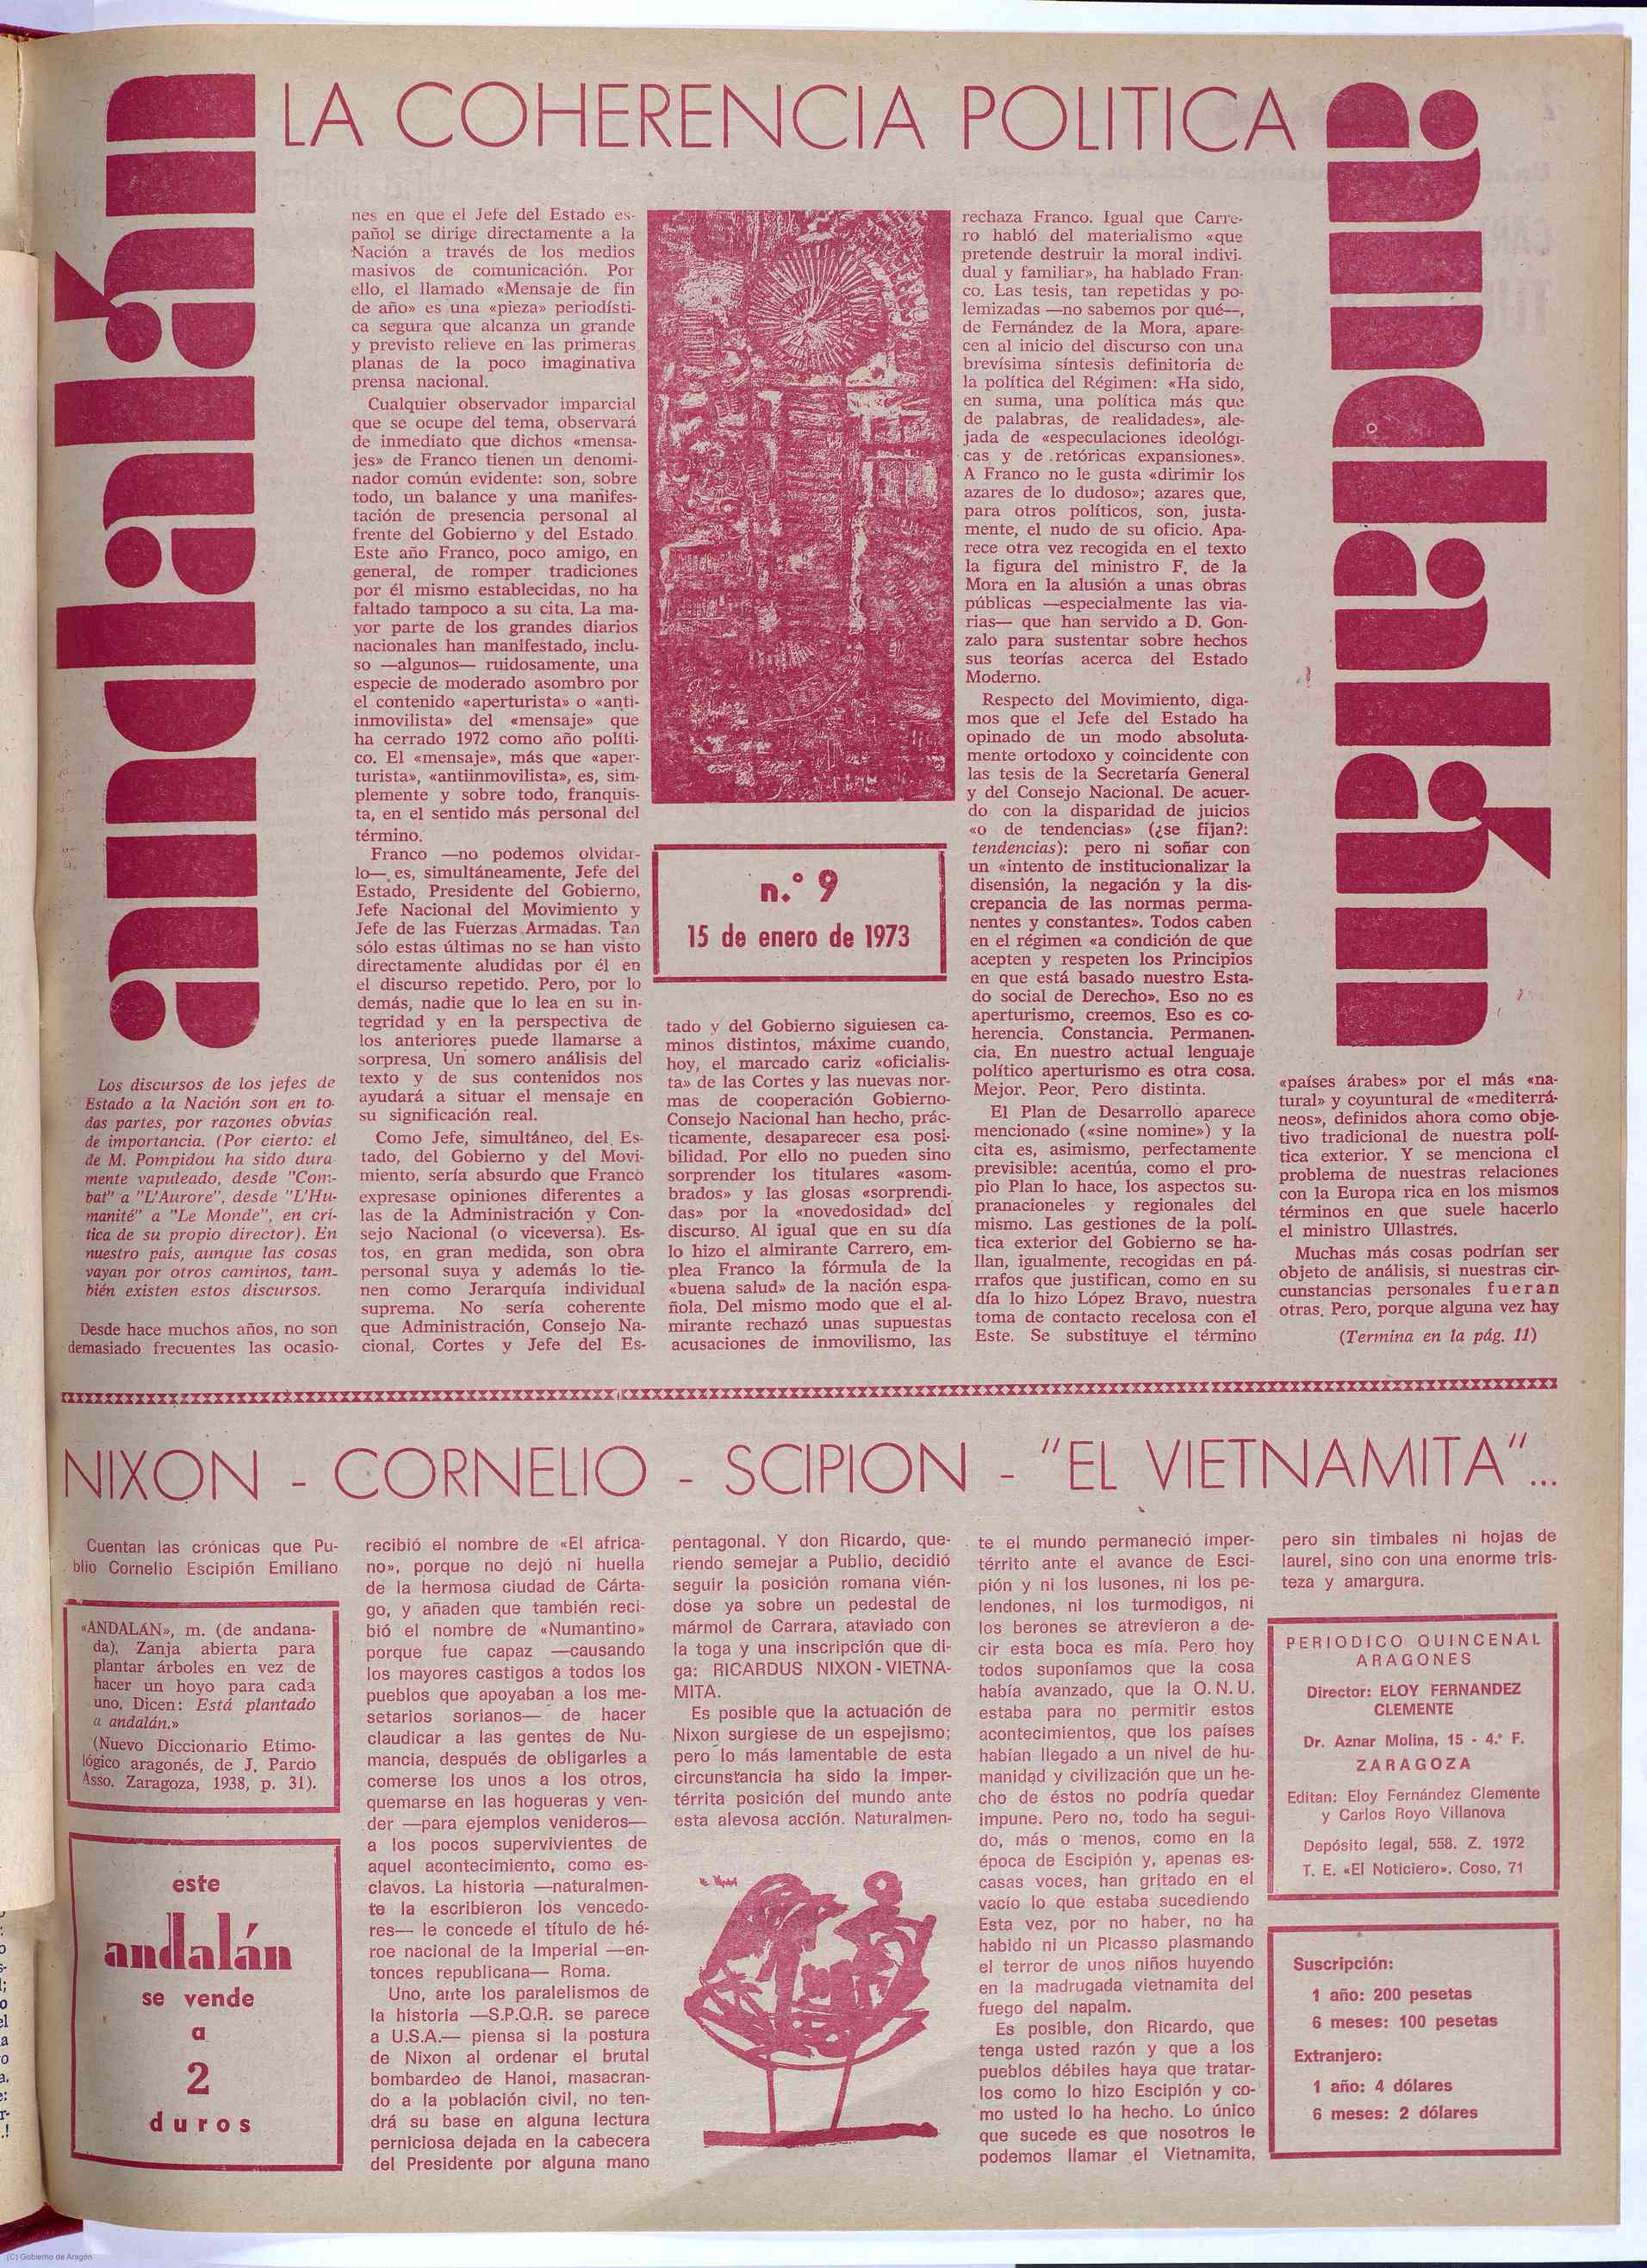 andalán
LA COHERENCIA POLITICA
andalán
Los discursos de los jefes de
Estado a la Nación son en to-
das partes, por razones obvias
de importancia. (Por cierto: el
de M. Pompidou ha sido dura
mente vapuleado, desde "Com-
bat" a "L'Aurore", desde "L'Hu-
manité" a "Le Monde", en crí-
tica de su propio director). En
nuestro país, aunque las cosas
vayan por otros caminos, tam-
bién existen estos discursos.
Desde hace muchos años, no son
demasiado frecuentes las ocasio-
nes en que el Jefe del Estado es-
pañol se dirige directamente a la
Nación a través de los medios
masivos de comunicación. Por
ello, el llamado «Mensaje de fin
de año» es una «pieza» periodísti-
ca segura que alcanza un grande
y previsto relieve en las primeras
planas de la poco imaginativa
prensa nacional.
Cualquier observador imparcial
que se ocupe del tema, observará
de inmediato que dichos «mensa-
jes» de Franco tienen un denomi-
nador común evidente: son, sobre
todo, un balance y una manifes-
tación de presencia personal al
frente del Gobierno y del Estado.
Este año Franco, poco amigo, en
general, de romper tradiciones
por él mismo establecidas, no ha
faltado tampoco a su cita. La ma-
yor parte de los grandes diarios
nacionales han manifestado, inclu-
so —algunos— ruidosamente, una
especie de moderado asombro por
el contenido «aperturista» o «anti-
inmovilista» del «mensaje» que
ha cerrado 1972 como año políti-
co. El «mensaje», más que «aper-
turista», «antiinmovilista», es, sim-
plemente y sobre todo, franquis-
ta, en el sentido más personal del
término.
Franco —no podemos olvidar-
lo— es, simultáneamente, Jefe del
Estado, Presidente del Gobierno,
Jefe Nacional del Movimiento y
Jefe de las Fuerzas Armadas. Tan
sólo estas últimas no se han visto
directamente aludidas por él en
el discurso repetido. Pero, por lo
demás, nadie que lo lea en su in-
tegridad y en la perspectiva de
los anteriores puede llamarse a
sorpresa. Un somero análisis del
texto y de sus contenidos nos
ayudará a situar el mensaje en
su significación real.
Como Jefe, simultáneo, del Es-
tado, del Gobierno y del Movi-
miento, sería absurdo que Franco
expresase opiniones diferentes a
las de la Administración y Con-
sejo Nacional (o viceversa). Es-
tos, en gran medida, son obra
personal suya y además lo tie-
nen como Jerarquía individual
suprema. No sería coherente
que Administración, Consejo Na-
cional, Cortes y Jefe del Es-
n.° 9
15 de enero de 1973
tado y del Gobierno siguiesen ca-
minos distintos, máxime cuando,
hoy, el marcado cariz «oficialis-
ta» de las Cortes y las nuevas nor-
mas de cooperación Gobierno-
Consejo Nacional han hecho, prác-
ticamente, desaparecer esa posi-
bilidad. Por ello no pueden sino
sorprender los titulares «asom-
brados» y las glosas «sorprendi-
das» por la «novedosidad» del
discurso. Al igual que en su día
lo hizo el almirante Carrero, em-
plea Franco la fórmula de la
«buena salud» de la nación espa-
ñola. Del mismo modo que el al-
mirante rechazó unas supuestas
acusaciones de inmovilismo, las
rechaza Franco. Igual que Carre-
ro habló del materialismo «que
pretende destruir la moral indivi-
dual y familiar», ha hablado Fran-
co. Las tesis, tan repetidas y po-
lemizadas —no sabemos por qué—,
de Fernández de la Mora, apare-
cen al inicio del discurso con una
brevísima síntesis definitoria de
la política del Régimen: «Ha sido,
en suma, una política más que
de palabras, de realidades», ale-
jada de «especulaciones ideológi-
cas y de retóricas expansiones».
A Franco no le gusta «dirimir los
azares de lo dudoso»; azares que,
para otros políticos, son, justa-
mente, el nudo de su oficio. Apa-
rece otra vez recogida en el texto
la figura del ministro F. de la
Mora en la alusión a unas obras
públicas —especialmente las via-
rias— que han servido a D. Gon-
zalo para sustentar sobre hechos
sus teorías acerca del Estado
Moderno.
Respecto del Movimiento, diga-
mos que el Jefe del Estado ha
opinado de un modo absoluta-
mente ortodoxo y coincidente con
las tesis de la Secretaría General
y del Consejo Nacional. De acuer-
do con la disparidad de juicios
«o de tendencias» (¿se fijan?:
tendencias): pero ni soñar con
un «intento de institucionalizar la
disensión, la negación y la dis-
crepancia de las normas perma-
nentes y constantes». Todos caben
en el régimen «a condición de que
acepten y respeten los Principios
en que está basado nuestro Esta-
do social de Derecho». Eso no es
aperturismo, creemos. Eso es co-
herencia. Constancia. Permanen-
cia. En nuestro actual lenguaje
político aperturismo es otra cosa.
Mejor. Peor. Pero distinta.
El Plan de Desarrollo aparece
mencionado («sine nomine») y la
cita es, asimismo, perfectamente
previsible: acentúa, como el pro-
pio Plan lo hace, los aspectos su-
pranacioneles y regionales del
mismo. Las gestiones de la polí-
tica exterior del Gobierno se ha-
llan, igualmente, recogidas en pá-
rrafos que justifican, como en su
día lo hizo López Bravo, nuestra
toma de contacto recelosa con el
Este. Se substituye el término
«países árabes» por el más «na-
tural» y coyuntural de «mediterrá-
neos», definidos ahora como obje-
tivo tradicional de nuestra polí-
tica exterior. Y se menciona el
problema de nuestras relaciones
con la Europa rica en los mismos
términos en que suele hacerlo
el ministro Ullastres.
Muchas más cosas podrían ser
objeto de análisis, si nuestras cir-
cunstancias personales fueran
otras. Pero, porque alguna vez hay
(Termina en la pág. 11)
NIXON - CORNELIO - SCIPION - "EL VIETNAMITA"...
Cuentan las crónicas que Pu-
blio Cornelio Escipión Emiliano
«ANDALÁN», m. (de andana-
da). Zanja abierta para
plantar árboles en vez de
hacer un hoyo para cada
uno. Dicen: Está plantado
a andalán.»
(Nuevo Diccionario Etimo-
lógico aragonés, de J. Pardo
Asso. Zaragoza, 1938, p. 31).
este
andalán
se vende
a
2
duros
recibió el nombre de «El africa-
no», porque no dejó ni huella
de la hermosa ciudad de Cárta-
go, y añaden que también reci-
bió el nombre de «Numantino»
porque fue capaz —causando
los mayores castigos a todos los
pueblos que apoyaban a los me-
setarios sorianos— de hacer
claudicar a las gentes de Nu-
mancia, después de obligarles a
comerse los unos a los otros,
quemarse en las hogueras y ven-
der —para ejemplos venideros—
a los pocos supervivientes de
aquel acontecimiento, como es-
clavos. La historia —naturalmen-
te la escribieron los vencedo-
res— le concede el título de hé-
roe nacional de la Imperial —en-
tonces republicana— Roma.
Uno, ante los paralelismos de
la historia —S.P.Q.R. se parece
a U.S.A.— piensa si la postura
de Nixon al ordenar el brutal
bombardeo de Hanoi, masacran-
do a la población civil, no ten-
drá su base en alguna lectura
perniciosa dejada en la cabecera
del Presidente por alguna mano
pentagonal. Y don Ricardo, que-
riendo semejar a Publio, decidió
seguir la posición romana vién-
dose ya sobre un pedestal de
mármol de Carrara, ataviado con
la toga y una inscripción que di-
ga: RICARDUS NIXON-VIETNA-
MITA.
Es posible que la actuación de
Nixon surgiese de un espejismo;
pero lo más lamentable de esta
circunstancia ha sido la imper-
térrita posición del mundo ante
esta alevosa acción. Naturalmen-
te el mundo permaneció imper-
térrito ante el avance de Esci-
pión y ni los lusones, ni los pe-
lendones, ni los turmodigos, ni
los berones se atrevieron a de-
cir esta boca es mía. Pero hoy
todos suponíamos que la cosa
había avanzado, que la O.N.U.
estaba para no permitir estos
acontecimientos, que los países
habían llegado a un nivel de hu-
manidad y civilización que un he-
cho de éstos no podría quedar
impune. Pero no, todo ha segui-
do, más o menos, como en la
época de Escipión y, apenas es-
casas voces, han gritado en el
vacío lo que estaba sucediendo
Esta vez, por no haber, no ha
habido ni un Picasso plasmando
el terror de unos niños huyendo
en la madrugada vietnamita del
fuego del napalm.
Es posible, don Ricardo, que
tenga usted razón y que a los
pueblos débiles haya que tratar-
los como lo hizo Escipión y co-
mo usted lo ha hecho. Lo único
que sucede es que nosotros le
podemos llamar el Vietnamita,
pero sin timbales ni hojas de
laurel, sino con una enorme tris-
teza y amargura.
PERIODICO QUINCENAL
ARAGONES
Director: ELOY FERNANDEZ
CLEMENTE
Dr. Aznar Molina, 15 - 4.° F.
ZARAGOZA
Editan: Eloy Fernández Clemente
y Carlos Royo Villanova
Depósito legal, 558. Z. 1972
T. E. «El Noticiero». Coso, 71
Suscripción:
1 año: 200 pesetas
6 meses: 100 pesetas
Extranjero:
1 año: 4 dólares
6 meses: 2 dólares
(C) Gobierno de Aragón